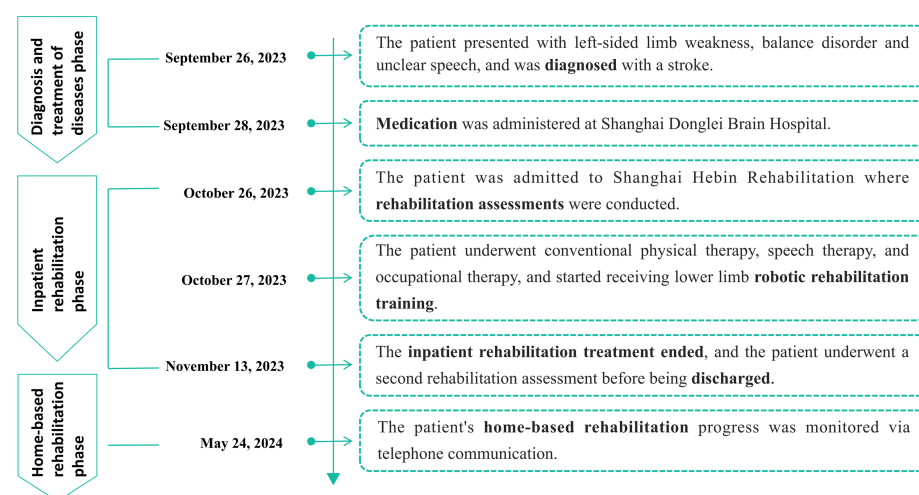 Diagnosis and
treatment of
diseases phase
September 26, 2023
The patient presented with left-sided limb weakness, balance disorder and
unclear speech, and was diagnosed with a stroke.
September 28, 2023
Medication was administered at Shanghai Donglei Brain Hospital.
Inpatient
rehabilitation
phase
October 26, 2023
The patient was admitted to Shanghai Hebin Rehabilitation where
rehabilitation assessments were conducted.
October 27, 2023
The patient underwent conventional physical therapy, speech therapy, and
occupational therapy, and started receiving lower limb robotic rehabilitation
training.
November 13, 2023
The inpatient rehabilitation treatment ended, and the patient underwent a
second rehabilitation assessment before being discharged.
Home-based
rehabilitation
phase
May 24, 2024
The patient's home-based rehabilitation progress was monitored via
telephone communication.